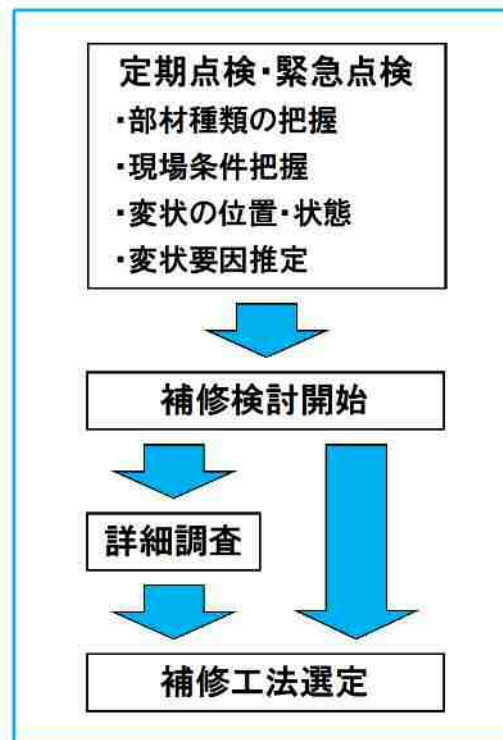 定期点検・緊急点検
・部材種類の把握
・現場条件把握
・変状の位置・状態
・変状要因推定
補修検討開始
詳細調査
補修工法選定